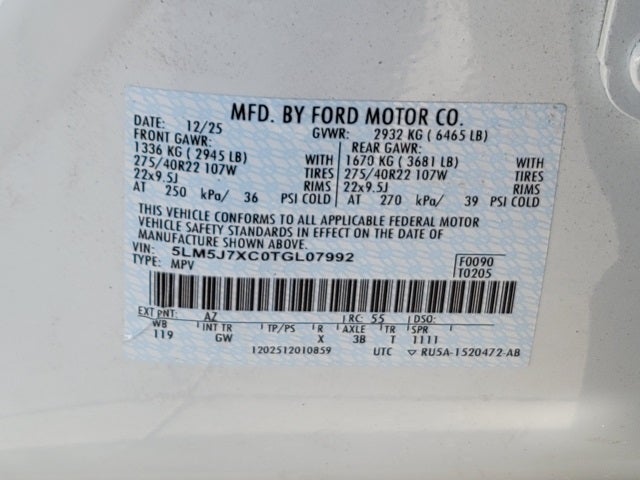 MFD. BY FORD MOTOR CO.
DATE: 12/25 GVWR: 2932 KG ( 6465 LB)
FRONT GAWR: REAR GAWR:
1336 KG ( 2945 LB) WITH 1670 KG ( 3681 LB) WITH
275/40R22 107W TIRES 275/40R22 107W TIRES
22x9.5J RIMS 22x9.5J RIMS
AT 250 kPa/ 36 PSI COLD AT 270 kPa/ 39 PSI COLD
THIS VEHICLE CONFORMS TO ALL APPLICABLE FEDERAL MOTOR
VEHICLE SAFETY STANDARDS IN EFFECT ON THE DATE OF
MANUFACTURE SHOWN ABOVE.
VIN: 5LM5J7XC0TGL07992 F0090
TYPE: MPV T0205
EXT PNT: AZ RC: 55 DSO:
WB INT TR TP/PS R AXLE TR SPR
119 GW X 3B T 1111
1202512010859 UTC ▽ RU5A-1520472-AB